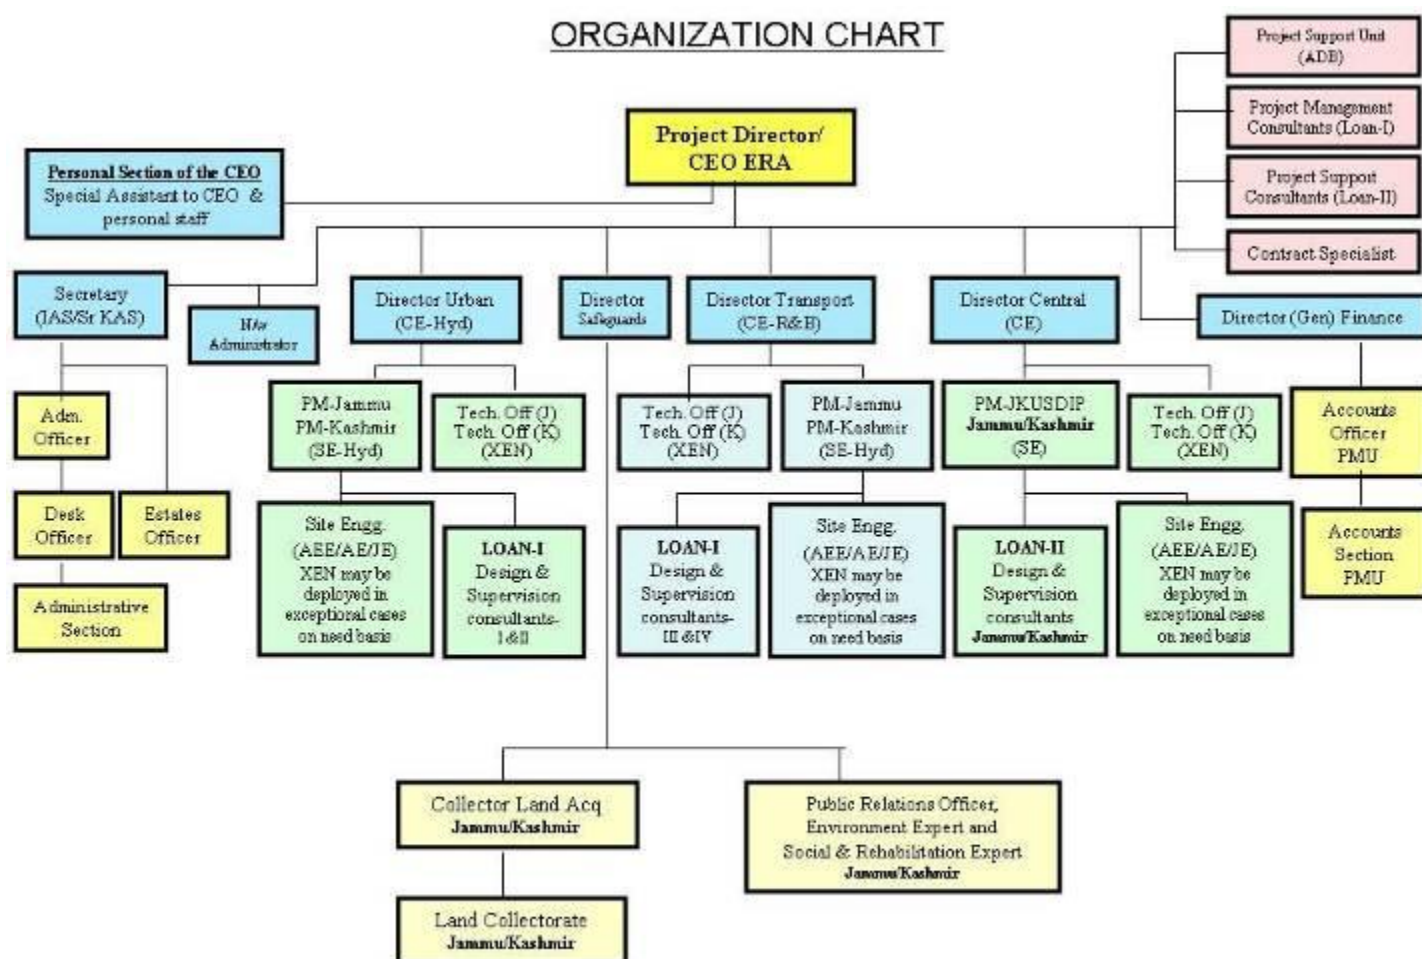 ORGANIZATION CHART
Project Support Unit
(ADB)
Project Management
Consultants (Loan-I)
Project Support
Consultants (Loan-II)
Contract Specialist
Project Director/
CEO ERA
Personal Section of the CEO
Special Assistant to CEO &
personal staff
Secretary
(IAS/Sr KAS)
N/w
Administrator
Director Urban
(CE-Hyd)
Director
Safeguards
Director Transport
(CE-R&B)
Director Central
(CE)
Director (Gen) Finance
Adm.
Officer
Desk
Officer
Estates
Officer
Administrative
Section
PM-Jammu
PM-Kashmir
(SE-Hyd)
Tech. Off (J)
Tech. Off (K)
(XEN)
Tech. Off (J)
Tech. Off (K)
(XEN)
PM-Jammu
PM-Kashmir
(SE-Hyd)
PM-JKUSDIP
Jammu/Kashmir
(SE)
Tech. Off (J)
Tech. Off (K)
(XEN)
Accounts
Officer
PMU
Site Engg.
(AEE/AE/JE)
XEN may be
deployed in
exceptional cases
on need basis
LOAN-I
Design &
Supervision
consultants-
I &II
LOAN-I
Design &
Supervision
consultants-
III &IV
Site Engg.
(AEE/AE/JE)
XEN may be
deployed in
exceptional cases
on need basis
LOAN-II
Design &
Supervision
consultants
Jammu/Kashmir
Site Engg.
(AEE/AE/JE)
XEN may be
deployed in
exceptional cases
on need basis
Accounts
Section
PMU
Collector Land Acq
Jammu/Kashmir
Public Relations Officer,
Environment Expert and
Social & Rehabilitation Expert
Jammu/Kashmir
Land Collectorate
Jammu/Kashmir